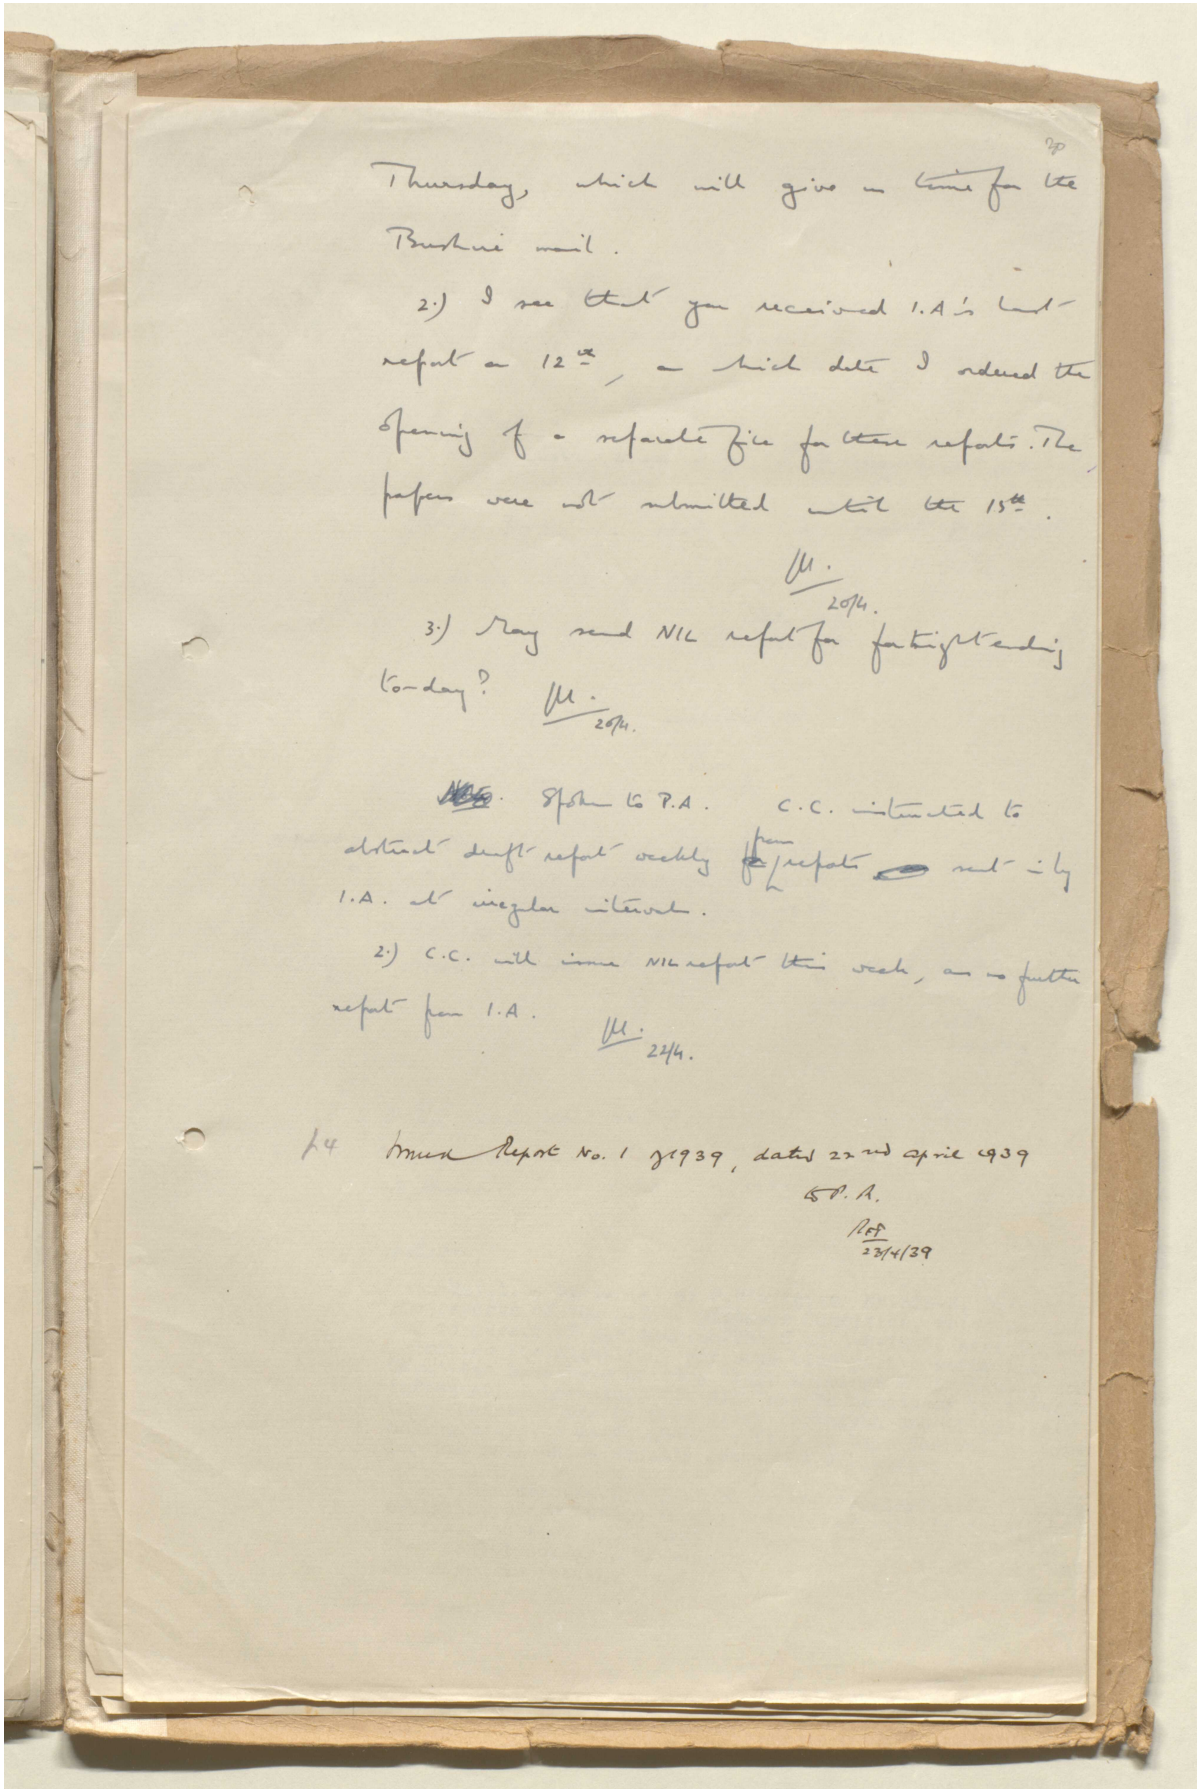 30
Thursday, which will give us time for the
Bushire mail.
2.) I see that you received I.A's last
report on 12th, on which date I ordered the
opening of a separate file for these reports. The
papers were not submitted until the 15th.
20/4.
3.) May send NIL report for fortnight ending
to-day?
20/4.
Spoken to P.A. C.C. instructed to
abstract draft report weekly from reports sent in by
I.A. at irregular intervals.
2.) C.C. will issue NIL report this week, as no further
report from I.A.
22/4.
f4 Issued Report No. 1 of 1939, dated 22nd April 1939
to P.A.
23/4/39